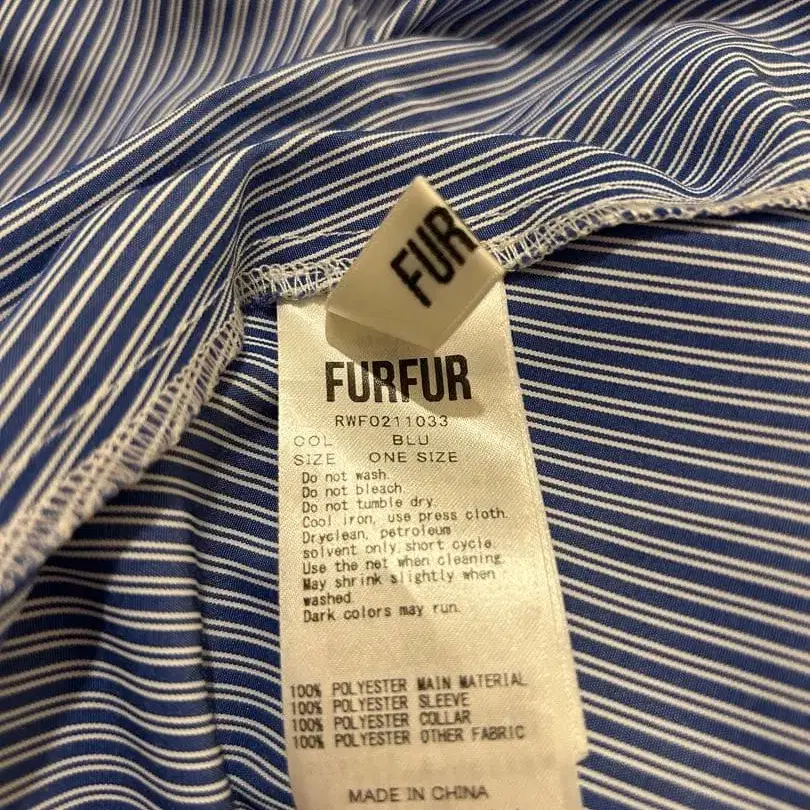 FUR
FURFUR
RWF0211033
COL BLU
SIZE ONE SIZE
Do not wash.
Do not bleach.
Do not tumble dry.
Cool iron, use press cloth.
Dryclean, petroleum
solvent only,short cycle.
Use the net when cleaning.
May shrink slightly when
washed.
Dark colors may run.
100% POLYESTER MAIN MATERIAL
100% POLYESTER SLEEVE
100% POLYESTER COLLAR
100% POLYESTER OTHER FABRIC
MADE IN CHINA